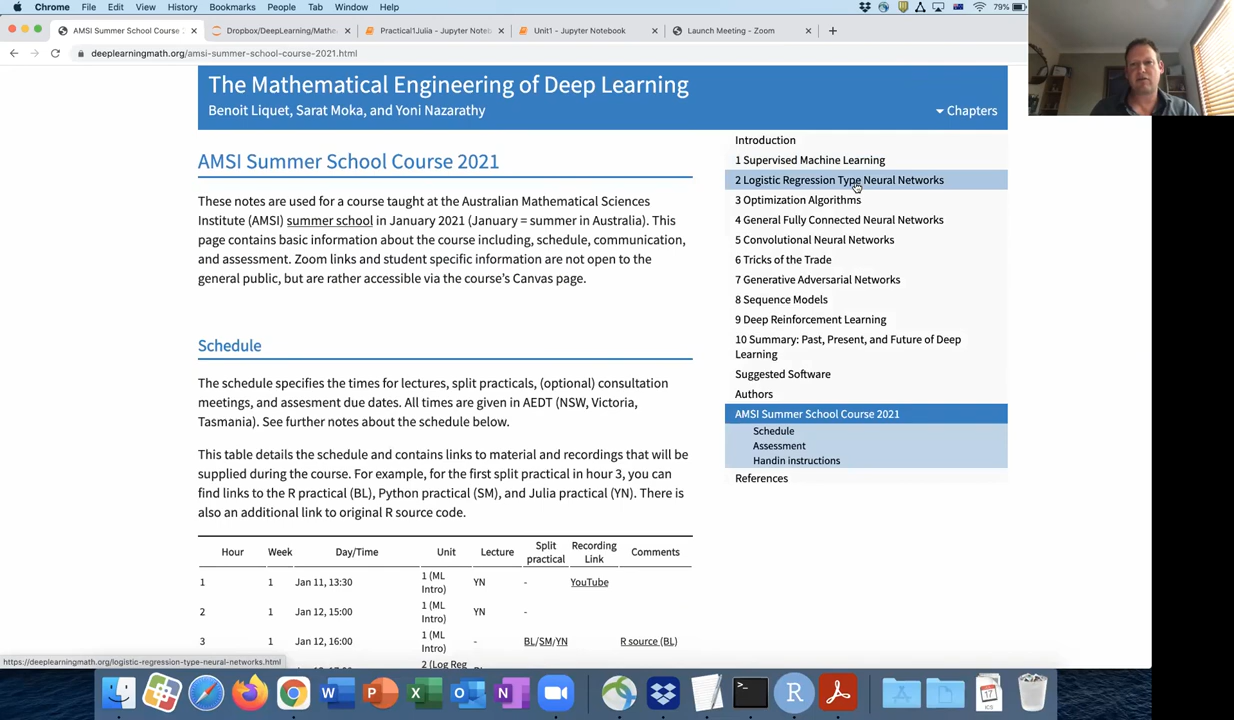 Chrome File Edit View History Bookmarks People Tab Window Help 79%
AMSI Summer School Course
Dropbox/DeepLearning/Mathe
Practical1Julia - Jupyter Noteb
Unit1 - Jupyter Notebook
Launch Meeting - Zoom
deeplearningmath.org/amsi-summer-school-course-2021.html
The Mathematical Engineering of Deep Learning
Benoit Liquet, Sarat Moka, and Yoni Nazarathy
Chapters
AMSI Summer School Course 2021
These notes are used for a course taught at the Australian Mathematical Sciences
Institute (AMSI) summer school in January 2021 (January = summer in Australia). This
page contains basic information about the course including, schedule, communication,
and assessment. Zoom links and student specific information are not open to the
general public, but are rather accessible via the course's Canvas page.
Schedule
The schedule specifies the times for lectures, split practicals, (optional) consultation
meetings, and assesment due dates. All times are given in AEDT (NSW, Victoria,
Tasmania). See further notes about the schedule below.
This table details the schedule and contains links to material and recordings that will be
supplied during the course. For example, for the first split practical in hour 3, you can
find links to the R practical (BL), Python practical (SM), and Julia practical (YN). There is
also an additional link to original R source code.
Hour Week Day/Time Unit Lecture Split practical Recording Link Comments
1 1 Jan 11, 13:30 1 (ML Intro) YN - YouTube
2 1 Jan 12, 15:00 1 (ML Intro) YN -
3 1 Jan 12, 16:00 1 (ML Intro) - BL/SM/YN R source (BL)
2 (Log Reg
Introduction
1 Supervised Machine Learning
2 Logistic Regression Type Neural Networks
3 Optimization Algorithms
4 General Fully Connected Neural Networks
5 Convolutional Neural Networks
6 Tricks of the Trade
7 Generative Adversarial Networks
8 Sequence Models
9 Deep Reinforcement Learning
10 Summary: Past, Present, and Future of Deep
Learning
Suggested Software
Authors
AMSI Summer School Course 2021
Schedule
Assessment
Handin instructions
References
https://deeplearningmath.org/logistic-regression-type-neural-networks.html